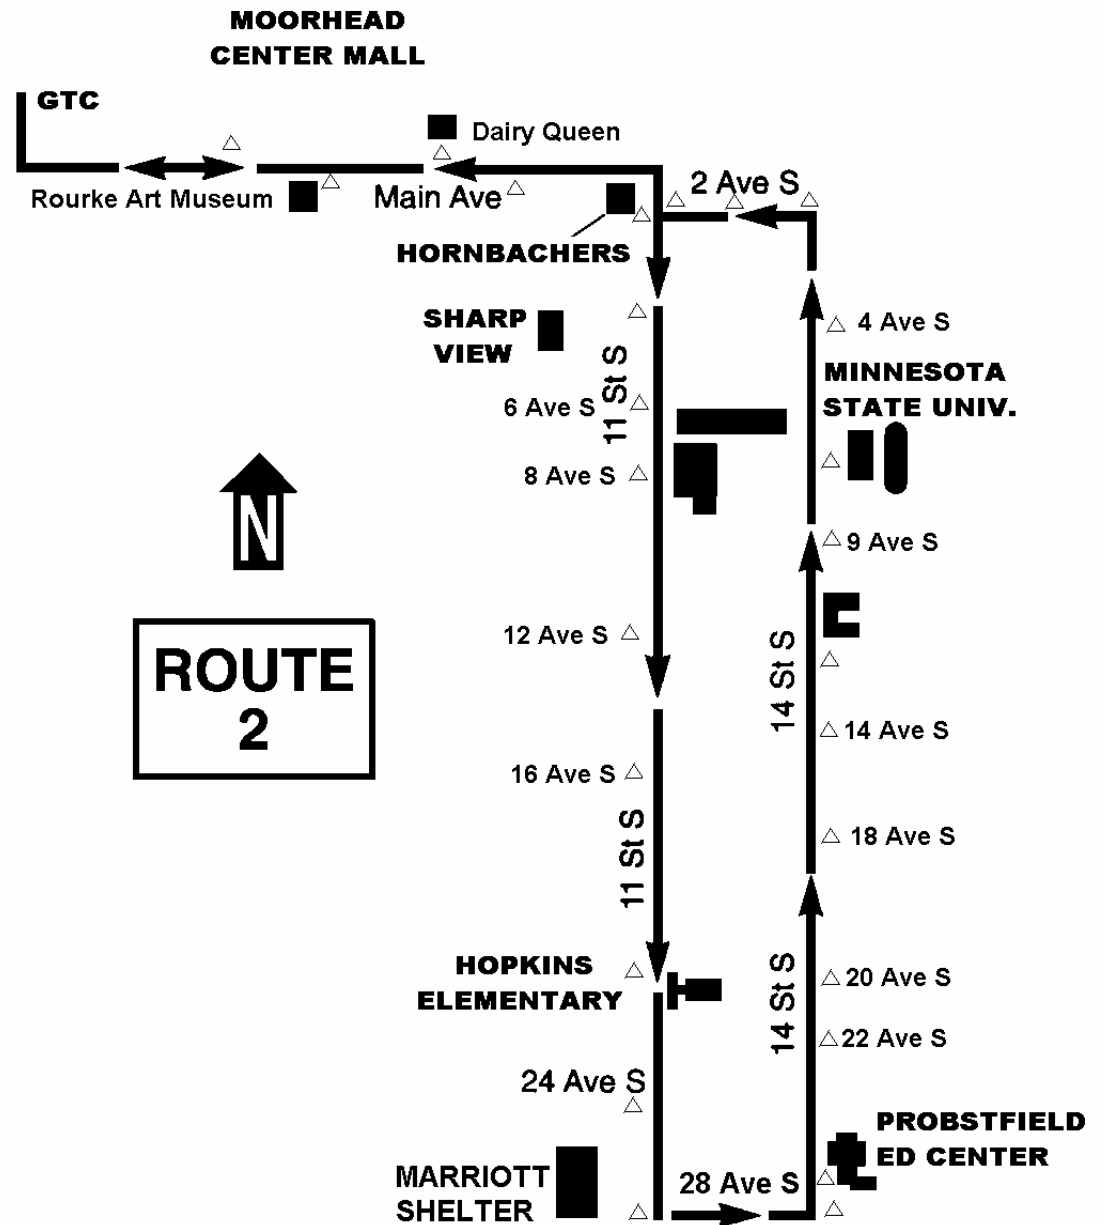 MOORHEAD
CENTER MALL
GTC
Dairy Queen
Rourke Art Museum
Main Ave
2 Ave S
HORNBACHERS
SHARP
VIEW
4 Ave S
11 St S
MINNESOTA
STATE UNIV.
6 Ave S
8 Ave S
N
9 Ave S
12 Ave S
ROUTE
2
14 St S
14 Ave S
16 Ave S
11 St S
18 Ave S
HOPKINS
ELEMENTARY
14 St S
20 Ave S
22 Ave S
24 Ave S
PROBSTFIELD
ED CENTER
MARRIOTT
SHELTER
28 Ave S